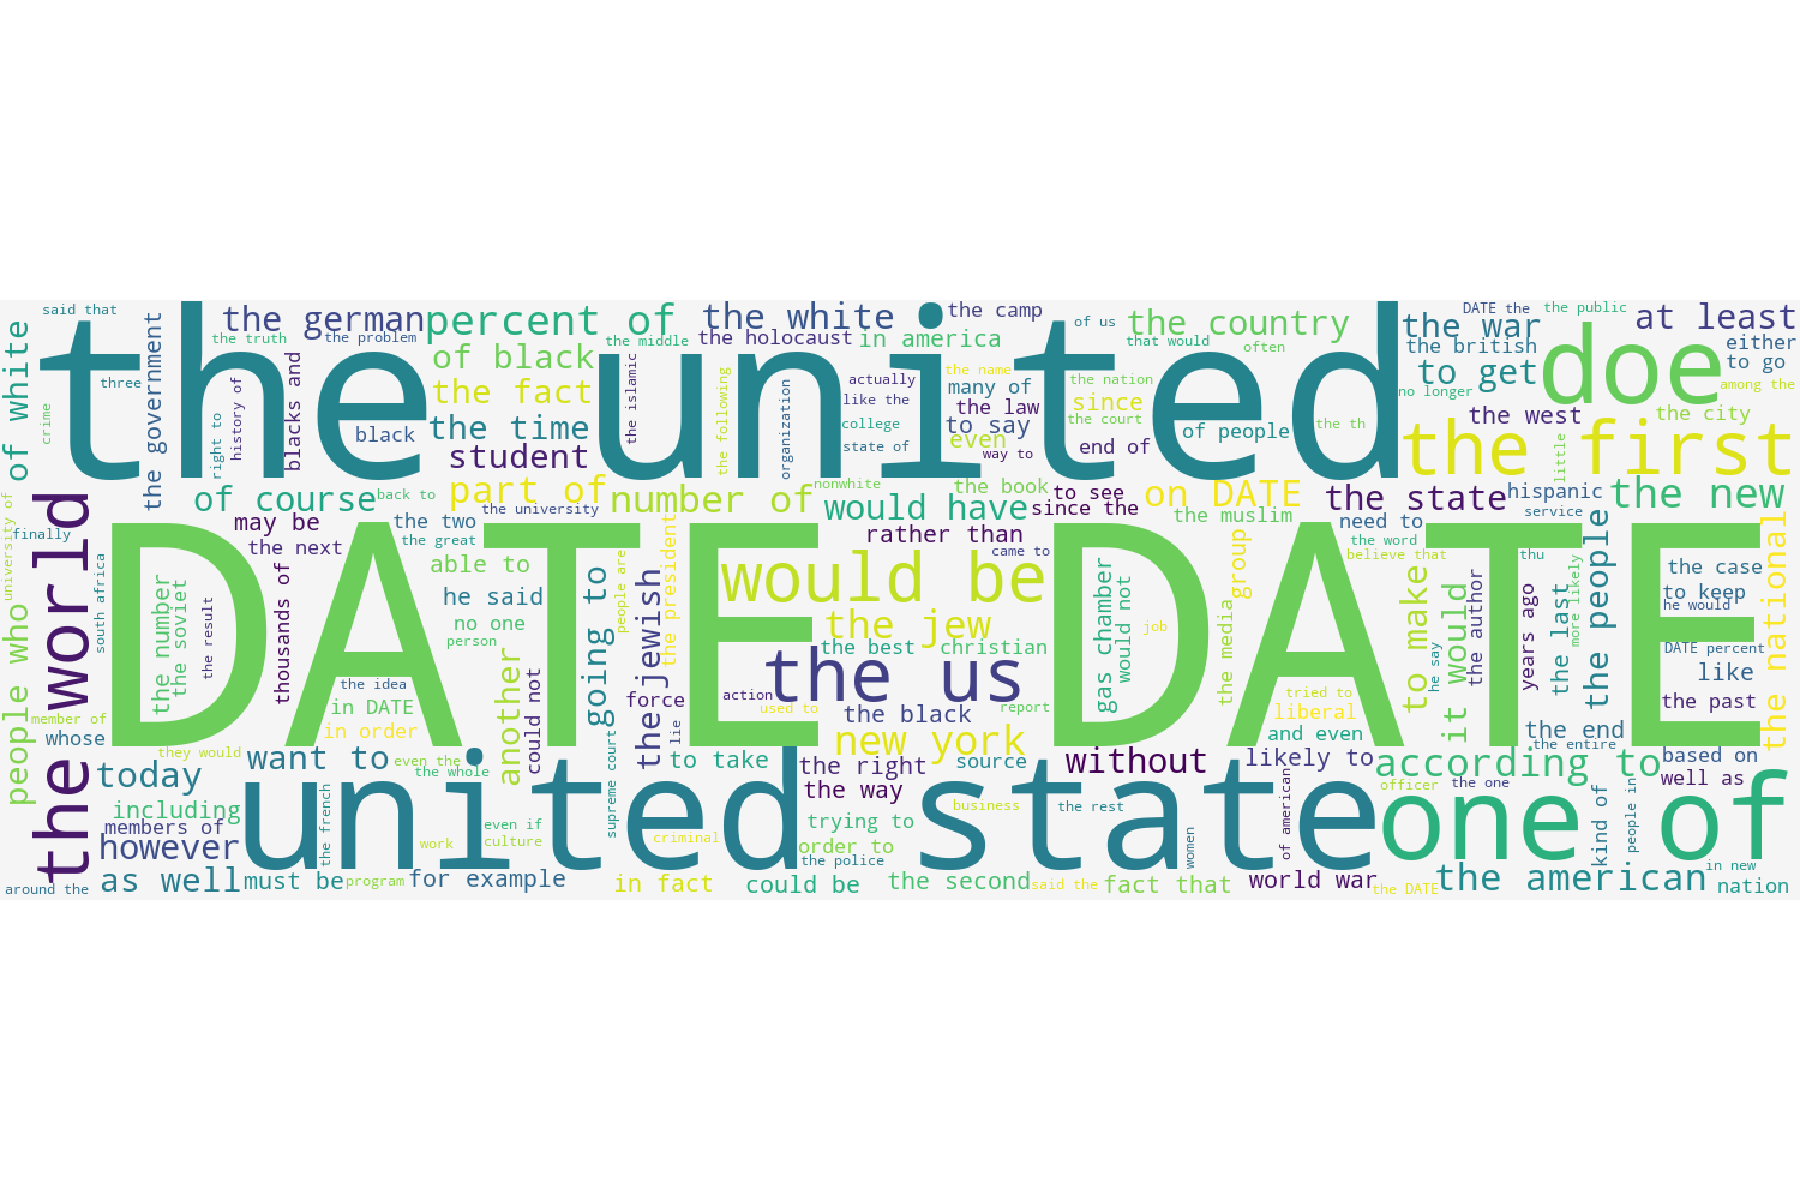 said that
the german
percent of
the white
the camp
of us
the country
DATE the
the public
at least
the united
the truth
the problem
of black
the middle
the holocaust
in america
that would
often
the war
the british
doe
either
to go
of white
three
crime
the government
right to
history of
blacks and
black
the fact
the time
student
the islamic
the following
organization
actually
like the
college
state of
the name
many of
the law
to say
even
way to
the nation
since
the court
end of
of people
the th
no longer
to get
among the
the west
the city
the first
little
of course
back to
part of
number of
nonwhite
would have
the book
to see
since the
on DATE
the state
hispanic
service
the new
the university
university of
finally
the world
may be
the next
the two
the great
able to
rather than
came to
the muslim
need to
the word
believe that
thu
DATE DATE
people who
south africa
the number
the soviet
the result
thousands of
he said
no one
person
the idea
in DATE
in order
another
could not
going to
people are
the jewish
the president
force
lie
would be
the jew
the best
christian
the us
action
used to
the black
new york
report
gas chamber
would not
job
the media
group
tried to
liberal
and even
to make
he say
it would
the author
years ago
the last
more likely
the people
the case
to keep
he would
DATE percent
like
the past
the national
member of
whose
they would
want to
even the
the whole
supreme court
to take
the right
the way
source
without
likely to
according to
the end
the entire
based on
well as
today
including
members of
however
united state
the french
work
even if
culture
criminal
trying to
order to
the police
business
the rest
women
of american
officer
the one
one of
kind of
people in
around the
as well
must be
program
for example
in fact
could be
the second
said the
fact that
world war
the DATE
the american
in new
nation